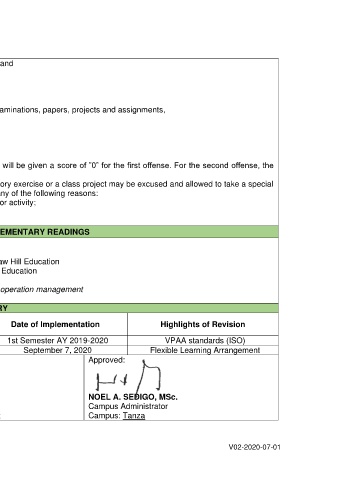 and
aminations, papers, projects and assignments,
will be given a score of "0" for the first offense. For the second offense, the
ory exercise or a class project may be excused and allowed to take a special
any of the following reasons:
or activity:
EMENTARY READINGS
aw Hill Education
Education
operation management
RY
Date of Implementation Highlights of Revision
1st Semester AY 2019-2020 VPAA standards (ISO)
September 7, 2020 Flexible Learning Arrangement
Approved:
NOEL A. SEDIGO, MSc.
Campus Administrator
Campus: Tanza
V02-2020-07-01